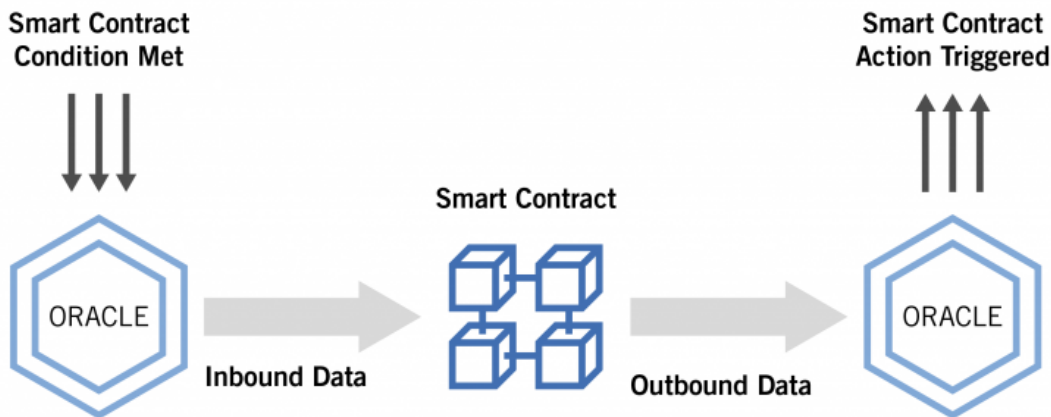 Smart Contract
Condition Met
Smart Contract
Action Triggered
Smart Contract
ORACLE
ORACLE
Inbound Data
Outbound Data